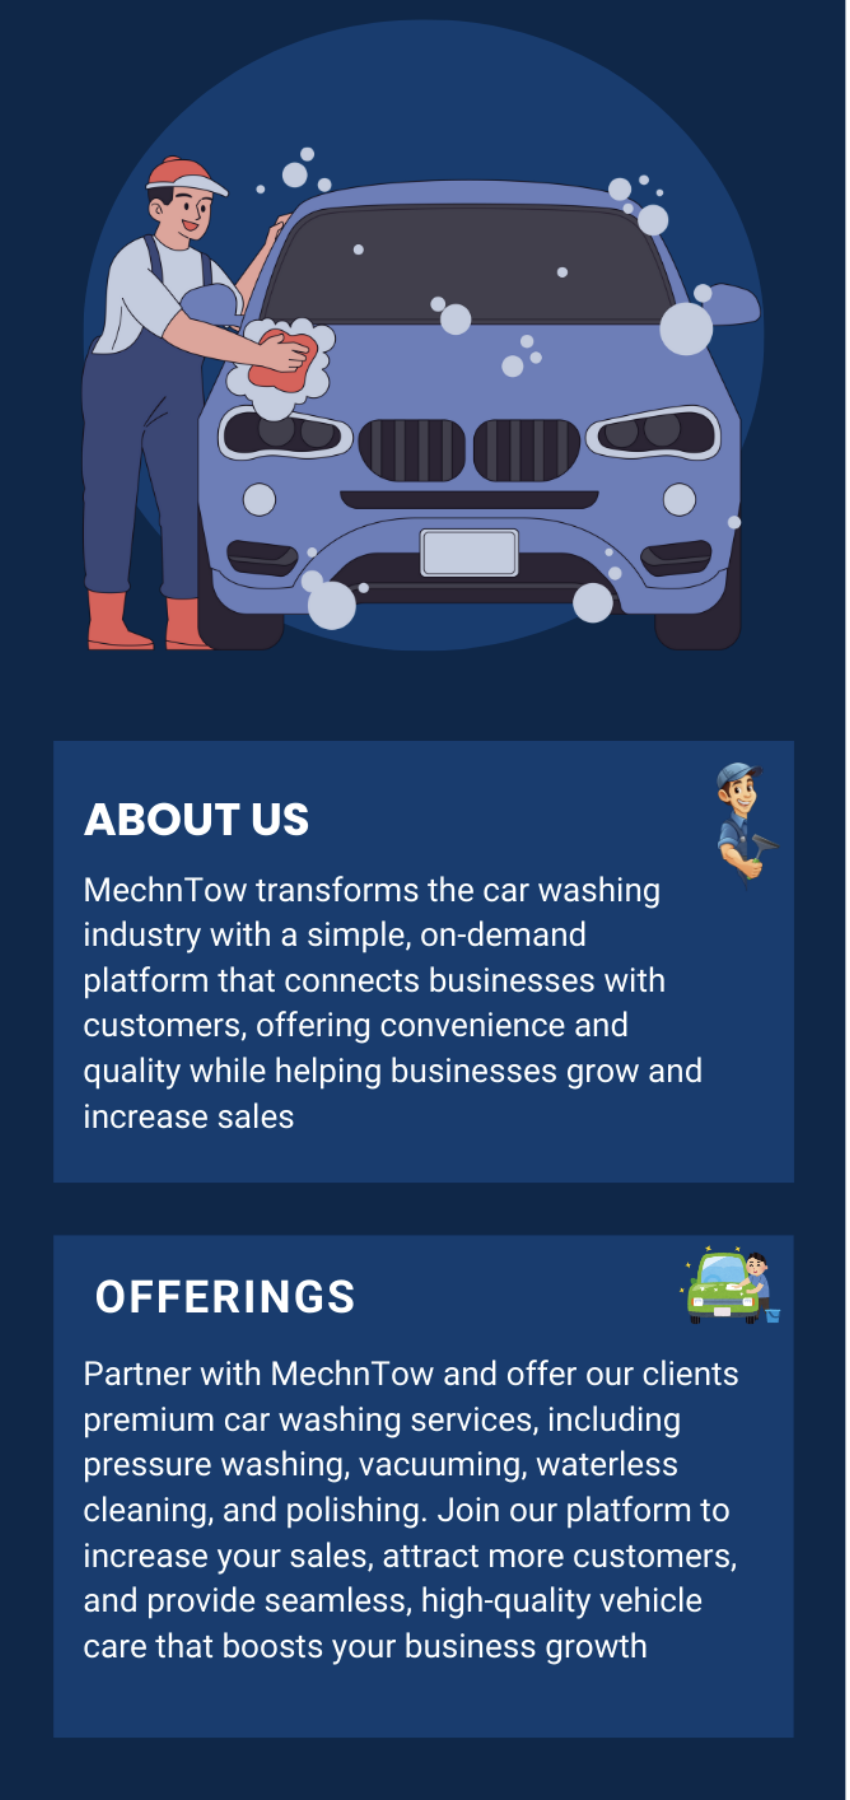 ABOUT US
MechnTow transforms the car washing
industry with a simple, on-demand
platform that connects businesses with
customers, offering convenience and
quality while helping businesses grow and
increase sales
OFFERINGS
Partner with MechnTow and offer our clients
premium car washing services, including
pressure washing, vacuuming, waterless
cleaning, and polishing. Join our platform to
increase your sales, attract more customers,
and provide seamless, high-quality vehicle
care that boosts your business growth